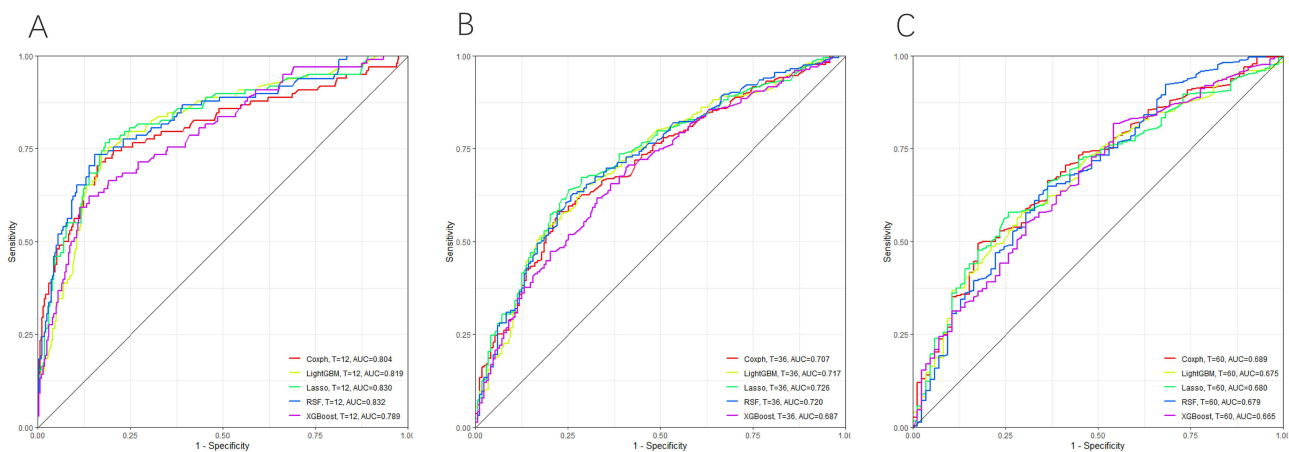 A
B
C
1.00
0.75
0.50
0.25
0.00
Sensitivity
0.00
0.25
0.50
0.75
1.00
1 - Specificity
Coxph, T=12, AUC=0.804
LightGBM, T=12, AUC=0.819
Lasso, T=12, AUC=0.830
RSF, T=12, AUC=0.832
XGBoost, T=12, AUC=0.789
1.00
0.75
0.50
0.25
0.00
Sensitivity
0.00
0.25
0.50
0.75
1.00
1 - Specificity
Coxph, T=36, AUC=0.707
LightGBM, T=36, AUC=0.717
Lasso, T=36, AUC=0.726
RSF, T=36, AUC=0.720
XGBoost, T=36, AUC=0.687
1.00
0.75
0.50
0.25
0.00
Sensitivity
0.00
0.25
0.50
0.75
1.00
1 - Specificity
Coxph, T=60, AUC=0.689
LightGBM, T=60, AUC=0.675
Lasso, T=60, AUC=0.680
RSF, T=60, AUC=0.679
XGBoost, T=60, AUC=0.665